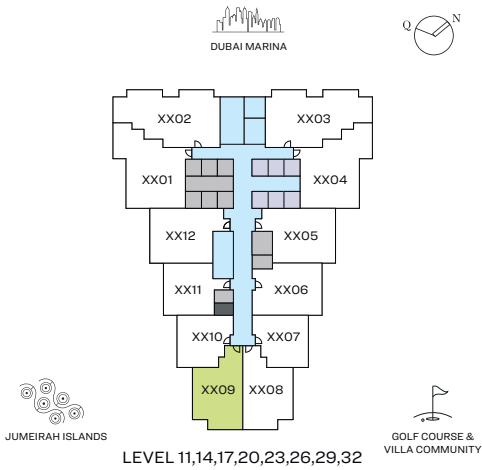 DUBAI MARINA
Q N
XX02 XX03
XX01 XX04
XX12 XX05
XX11 XX06
XX10 XX07
XX09 XX08
JUMEIRAH ISLANDS
GOLF COURSE &
VILLA COMMUNITY
LEVEL 11,14,17,20,23,26,29,32